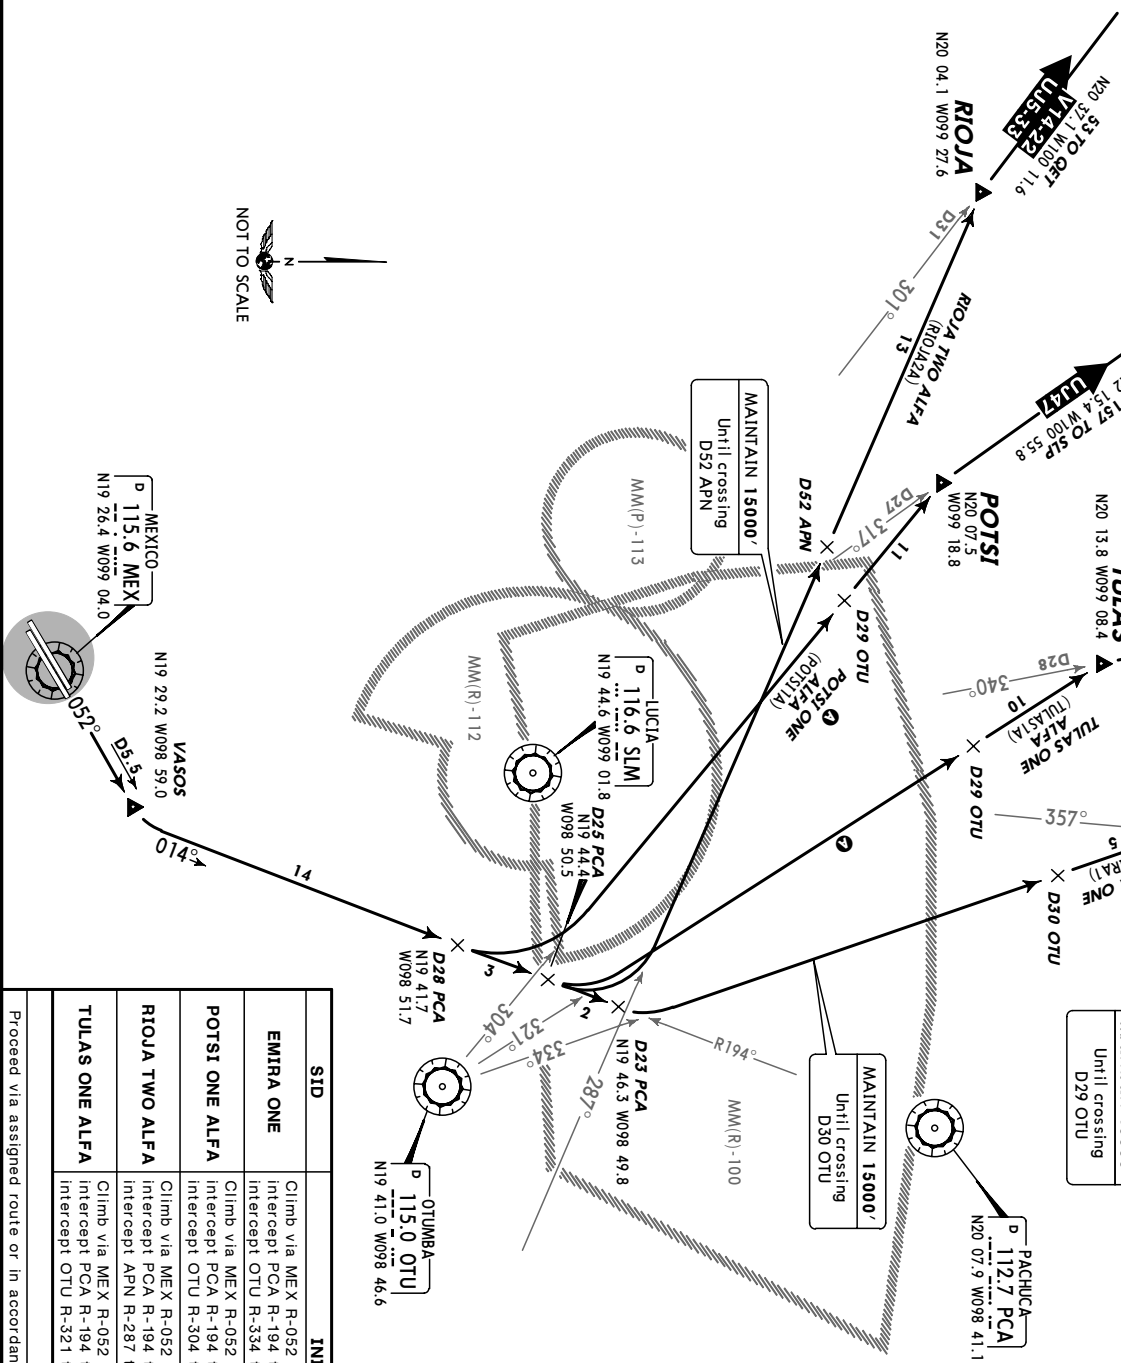 53 TO QET
N20 37.1 W100 11.6
V14-22
UJ5-33
RIOJA
N20 04.1 W099 27.6
D31
301°
13
RIOJA TWO ALFA
(RIOJA2A)
157 TO SLP
15.4 W100 55.8
UJ47
POTSI
N20 07.5
W099 18.8
D27
317°
11
D29 OTU
POTSI ONE
ALFA
(POTSI1A)
N20 13.8 W099 08.4
D28
340°
10
TULAS ONE
ALFA
(TULAS1A)
D29 OTU
357°
5
ONE
D30 OTU
Until crossing
D29 OTU
NOT TO SCALE
N
MAINTAIN 15000'
Until crossing
D52 APN
D52 APN
MM(P)-113
MM(R)-112
MM(R)-100
MAINTAIN 15000'
Until crossing
D30 OTU
LUCIA
D 116.6 SLM
N19 44.6 W099 01.8
MEXICO
D 115.6 MEX
N19 26.4 W099 04.0
052°
D5.5
VASOS
N19 29.2 W098 59.0
014°
14
D28 PCA
N19 41.7
W098 51.7
3
D25 PCA
N19 44.4
W098 50.5
2
D23 PCA
N19 46.3 W098 49.8
304°
321°
334°
287°
R194°
OTUMBA
D 115.0 OTU
N19 41.0 W098 46.6
PACHUCA
D 112.7 PCA
N20 07.9 W098 41.1
SID
EMIRA ONE
Climb via MEX R-052
intercept PCA R-194
intercept OTU R-334
POTSI ONE ALFA
Climb via MEX R-052
intercept PCA R-194
intercept OTU R-304
RIOJA TWO ALFA
Climb via MEX R-052
intercept PCA R-194
intercept APN R-287
TULAS ONE ALFA
Climb via MEX R-052
intercept PCA R-194
intercept OTU R-321
Proceed via assigned route or in accordan